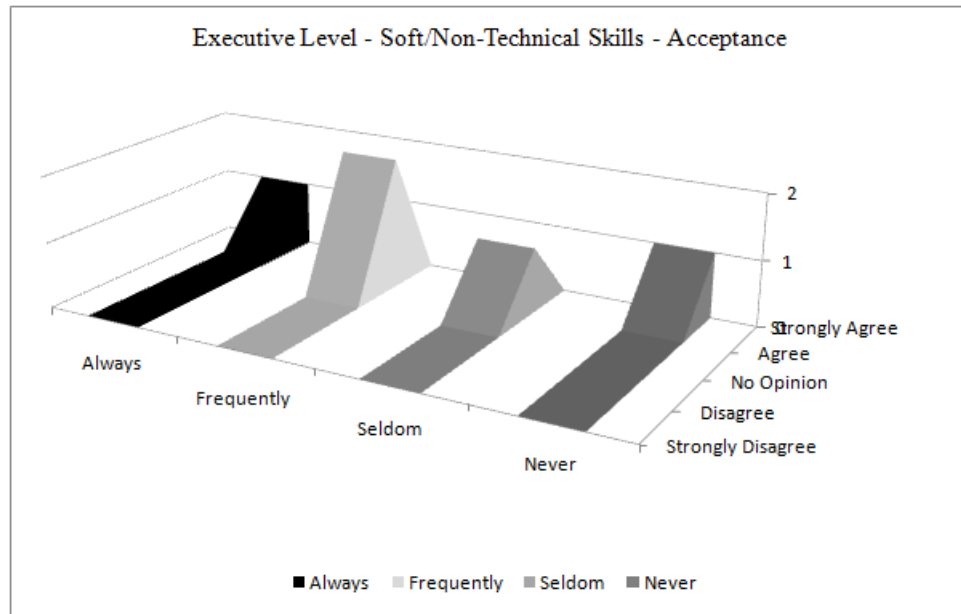 Executive Level - Soft/Non-Technical Skills - Acceptance
2
1
0
Strongly Agree
Agree
No Opinion
Disagree
Strongly Disagree
Always
Frequently
Seldom
Never
Always Frequently Seldom Never